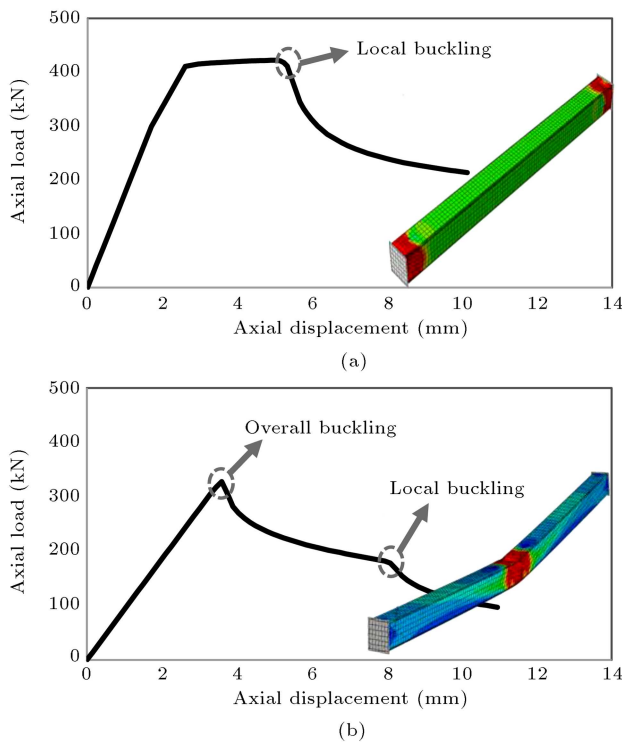 500
400
300
200
100
0
Axial load (kN)
Local buckling
0 2 4 6 8 10 12 14
Axial displacement (mm)
(a)
500
400
300
200
100
0
Axial load (kN)
Overall buckling
Local buckling
0 2 4 6 8 10 12 14
Axial displacement (mm)
(b)